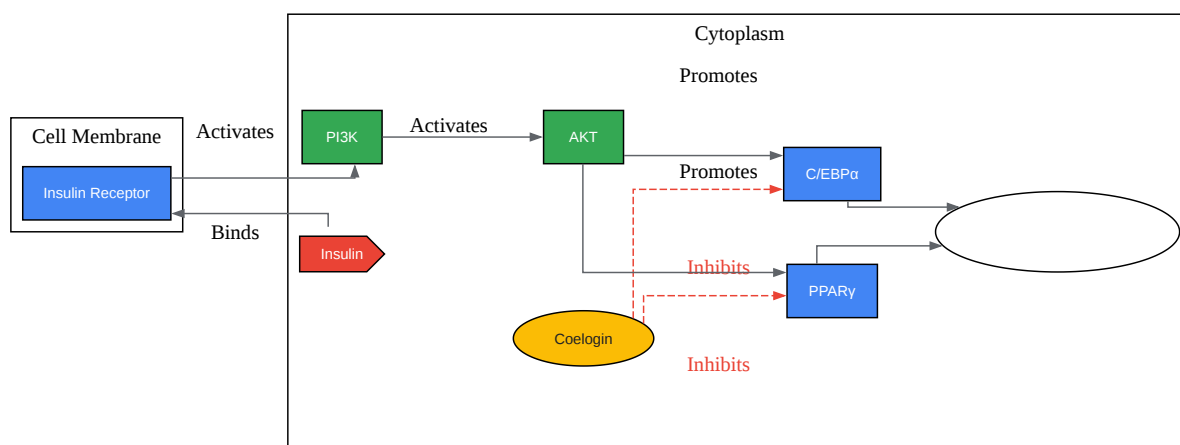 Cytoplasm
Promotes
Cell Membrane
Activates
PI3K
Activates
AKT
Insulin Receptor
Promotes
C/EBPα
Binds
Insulin
Inhibits
PPARγ
Coelogin
Inhibits